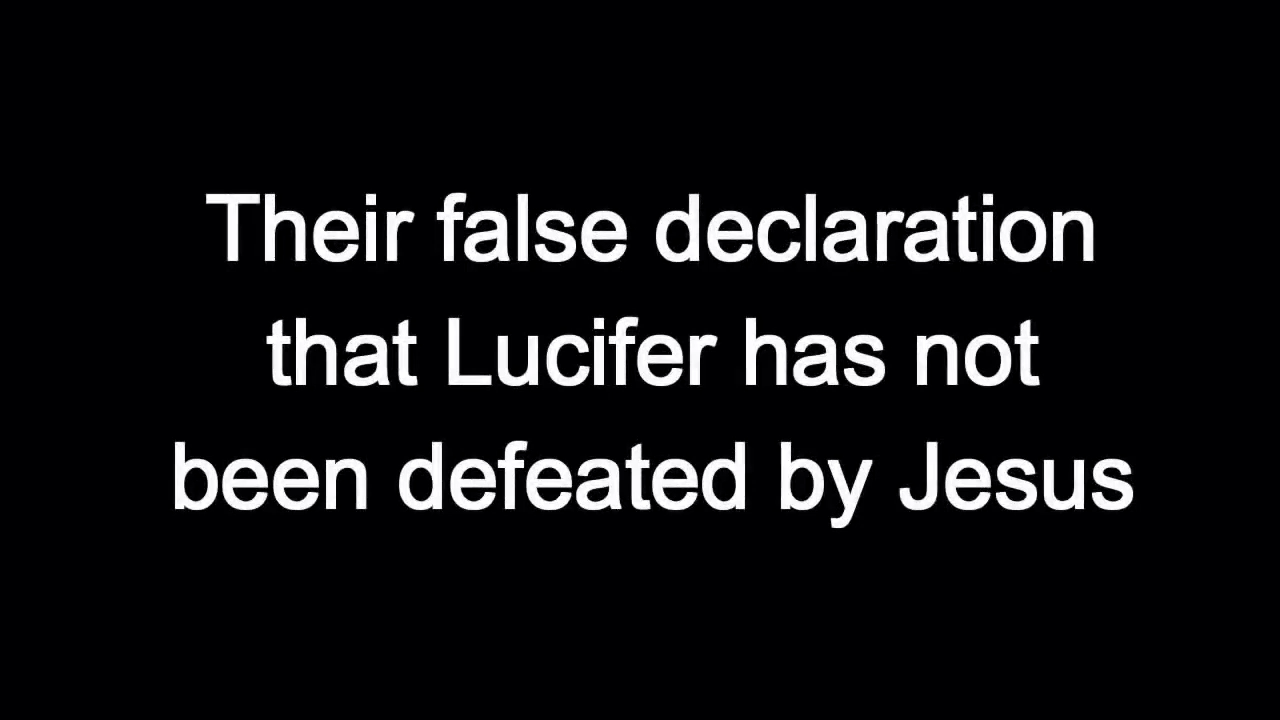 Their false declaration
that Lucifer has not
been defeated by Jesus